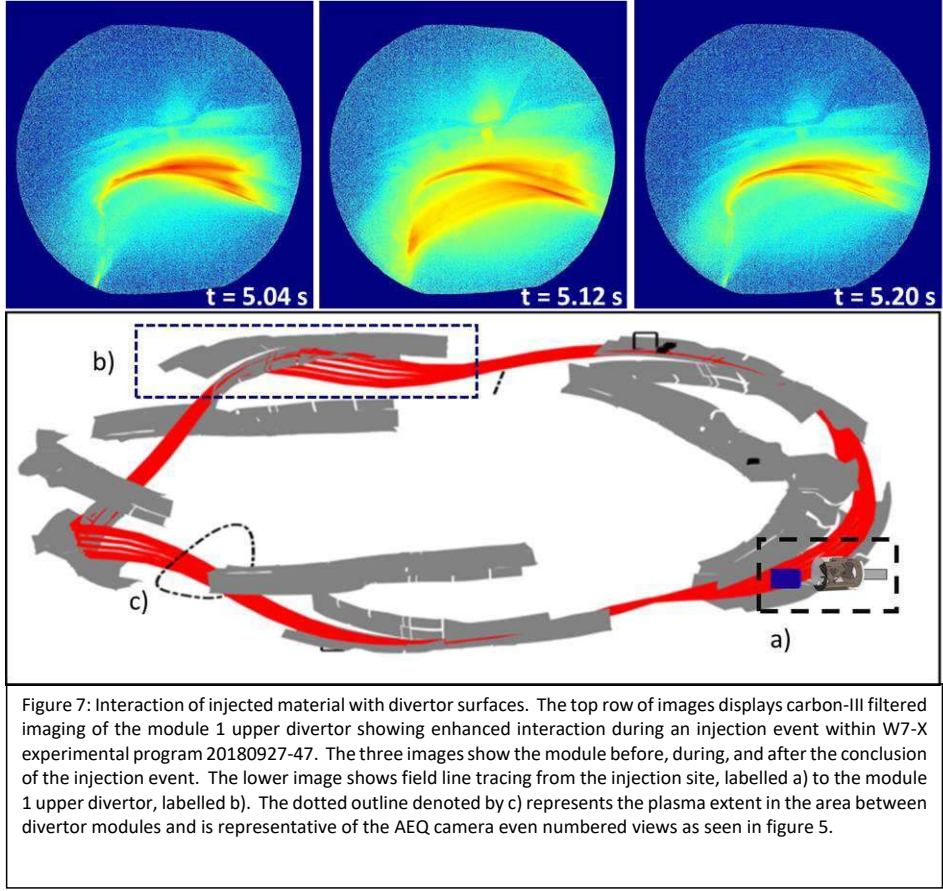 t = 5.04 s
t = 5.12 s
t = 5.20 s
b)
c)
a)
Figure 7: Interaction of injected material with divertor surfaces. The top row of images displays carbon-III filtered
imaging of the module 1 upper divertor showing enhanced interaction during an injection event within W7-X
experimental program 20180927-47. The three images show the module before, during, and after the conclusion
of the injection event. The lower image shows field line tracing from the injection site, labelled a) to the module
1 upper divertor, labelled b). The dotted outline denoted by c) represents the plasma extent in the area between
divertor modules and is representative of the AEQ camera even numbered views as seen in figure 5.